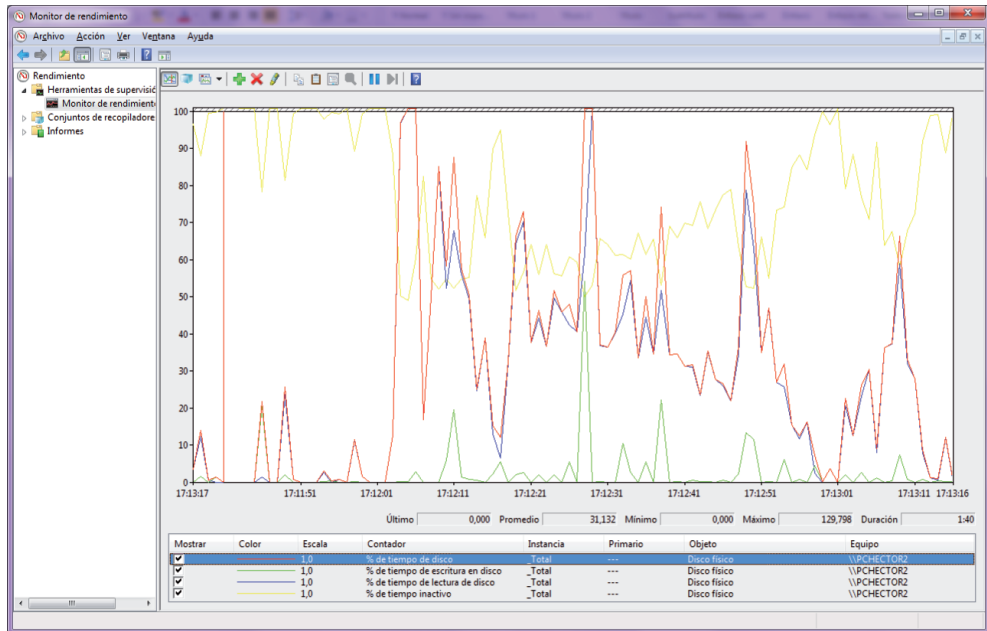 Monitor de rendimiento
Archivo Acción Ver Ventana Ayuda
Rendimiento
Herramientas de supervisió
Monitor de rendimiento
Conjuntos de recopiladore
Informes
100
90
80
70
60
50
40
30
20
10
0
17:13:17 17:11:51 17:12:01 17:12:11 17:12:21 17:12:31 17:12:41 17:12:51 17:13:01 17:13:11 17:13:16
Último 0,000 Promedio 31,132 Mínimo 0,000 Máximo 129,798 Duración 1:40
Mostrar Color Escala Contador Instancia Primario Objeto Equipo
1,0 % de tiempo de disco _Total --- Disco físico \\PCHECTOR2
1,0 % de tiempo de escritura en disco _Total --- Disco físico \\PCHECTOR2
1,0 % de tiempo de lectura de disco _Total --- Disco físico \\PCHECTOR2
1,0 % de tiempo inactivo _Total --- Disco físico \\PCHECTOR2